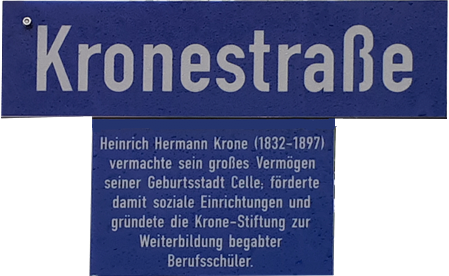 Kronestraße
Heinrich Hermann Krone (1832-1897)
vermachte sein großes Vermögen
seiner Geburtsstadt Celle; förderte
damit soziale Einrichtungen und
gründete die Krone-Stiftung zur
Weiterbildung begabter
Berufsschüler.